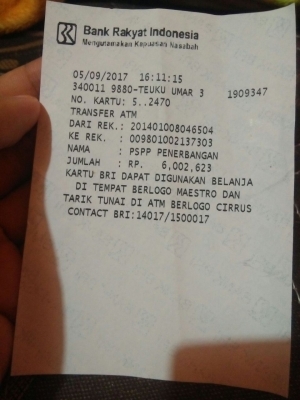 Bank Rakyat Indonesia
Mengutamakan Kepuasan Nasabah
05/09/2017 16:11:15
340011 9880-TEUKU UMAR 3 1909347
NO. KARTU: 5..2470
TRANSFER ATM
DARI REK.: 201401008046504
KE REK. : 009801002137303
NAMA : PSPP PENERBANGAN
JUMLAH : RP. 6,002,623
KARTU BRI DAPAT DIGUNAKAN BELANJA
DI TEMPAT BERLOGO MAESTRO DAN
TARIK TUNAI DI ATM BERLOGO CIRRUS
CONTACT BRI:14017/1500017